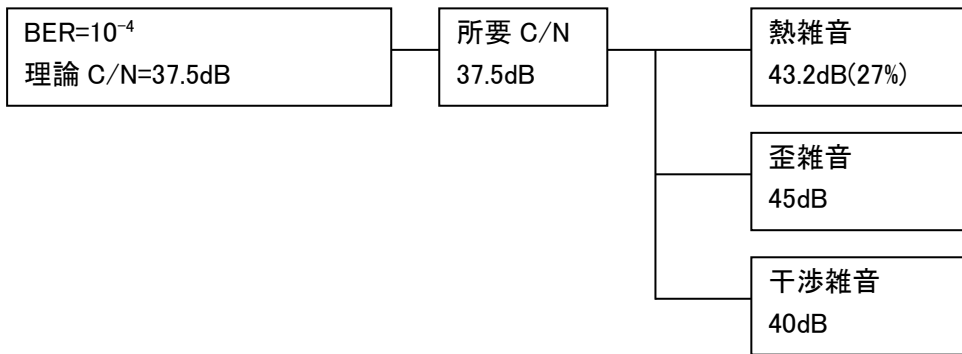 BER=10⁻⁴
理論 C/N=37.5dB
所要 C/N
37.5dB
熱雑音
43.2dB(27%)
歪雑音
45dB
干渉雑音
40dB